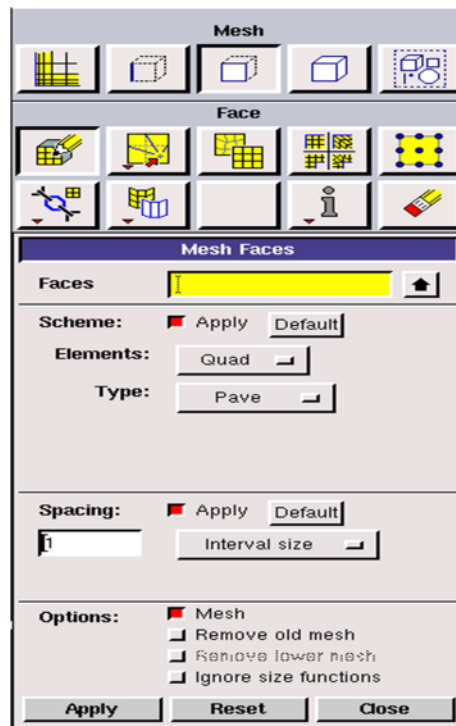 Mesh
Face
Mesh Faces
Faces
Scheme: Apply Default
Elements: Quad
Type: Pave
Spacing: Apply Default
1 Interval size
Options: Mesh
Remove old mesh
Remove lower mesh
Ignore size functions
Apply Reset Close